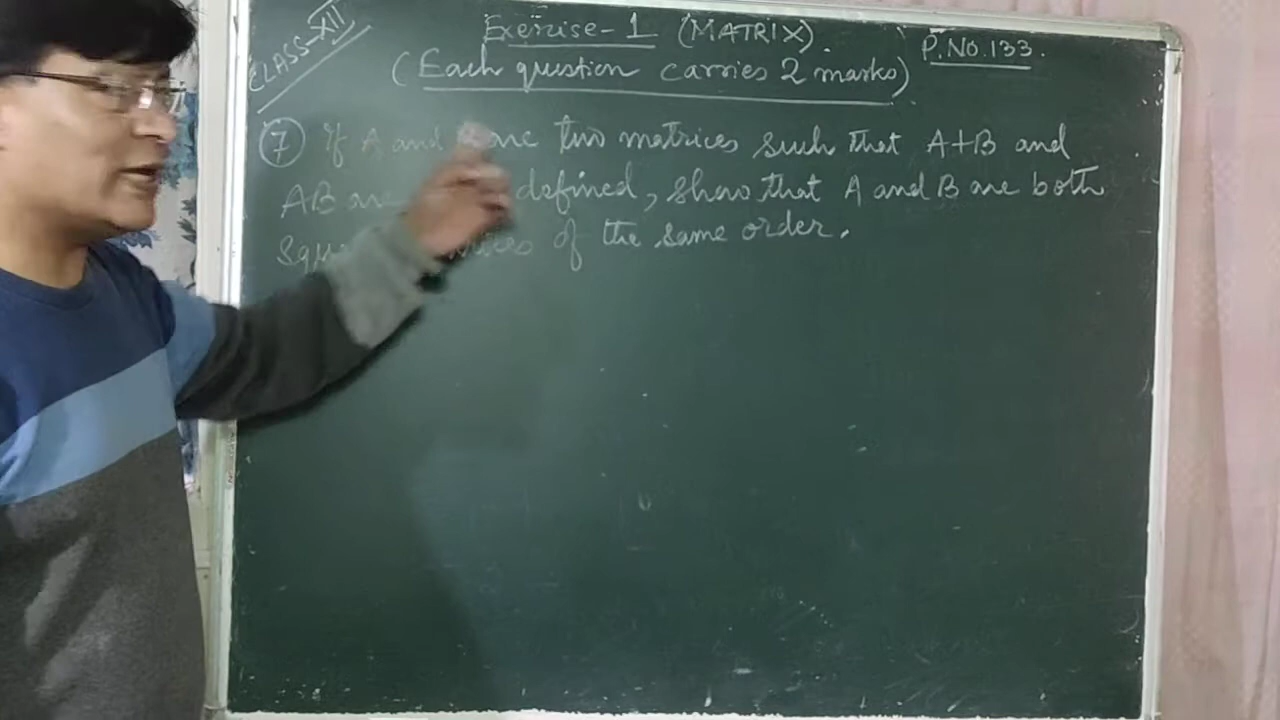 CLASS-XII
Exercise-1 (MATRIX).
P.NO.133.
(Each question carries 2 marks)
7 If A and are two matrices such that A+B and
AB are defined, show that A and B are both
of the same order.